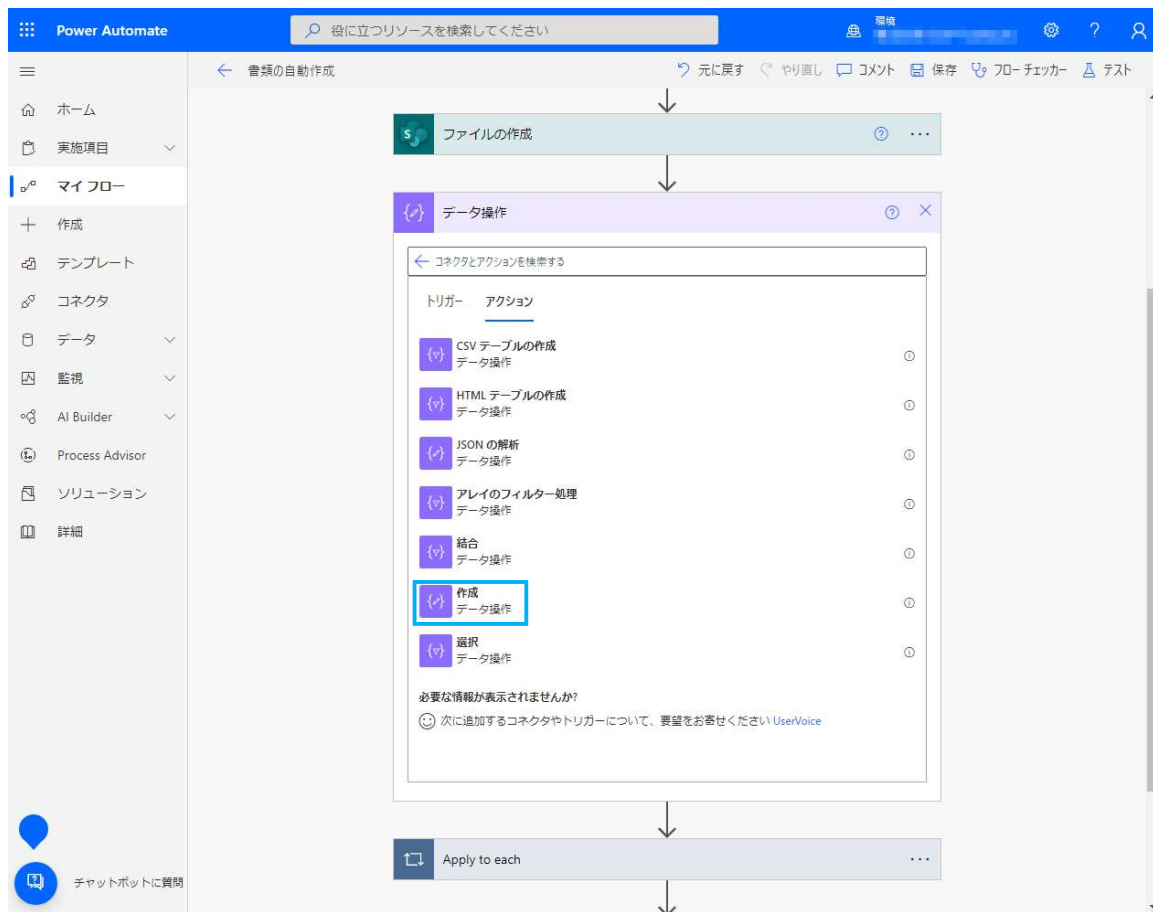 Power Automate
役に立つリソースを検索してください
環境
書類の自動作成
元に戻す
やり直し
コメント
保存
フロー チェッカー
テスト
ホーム
実施項目
マイ フロー
作成
テンプレート
コネクタ
データ
監視
AI Builder
Process Advisor
ソリューション
詳細
チャットボットに質問
ファイルの作成
データ操作
コネクタとアクションを検索する
トリガー
アクション
CSV テーブルの作成
データ操作
HTML テーブルの作成
データ操作
JSON の解析
データ操作
アレイのフィルター処理
データ操作
結合
データ操作
作成
データ操作
選択
データ操作
必要な情報が表示されませんか?
次に追加するコネクタやトリガーについて、要望をお寄せください UserVoice
Apply to each